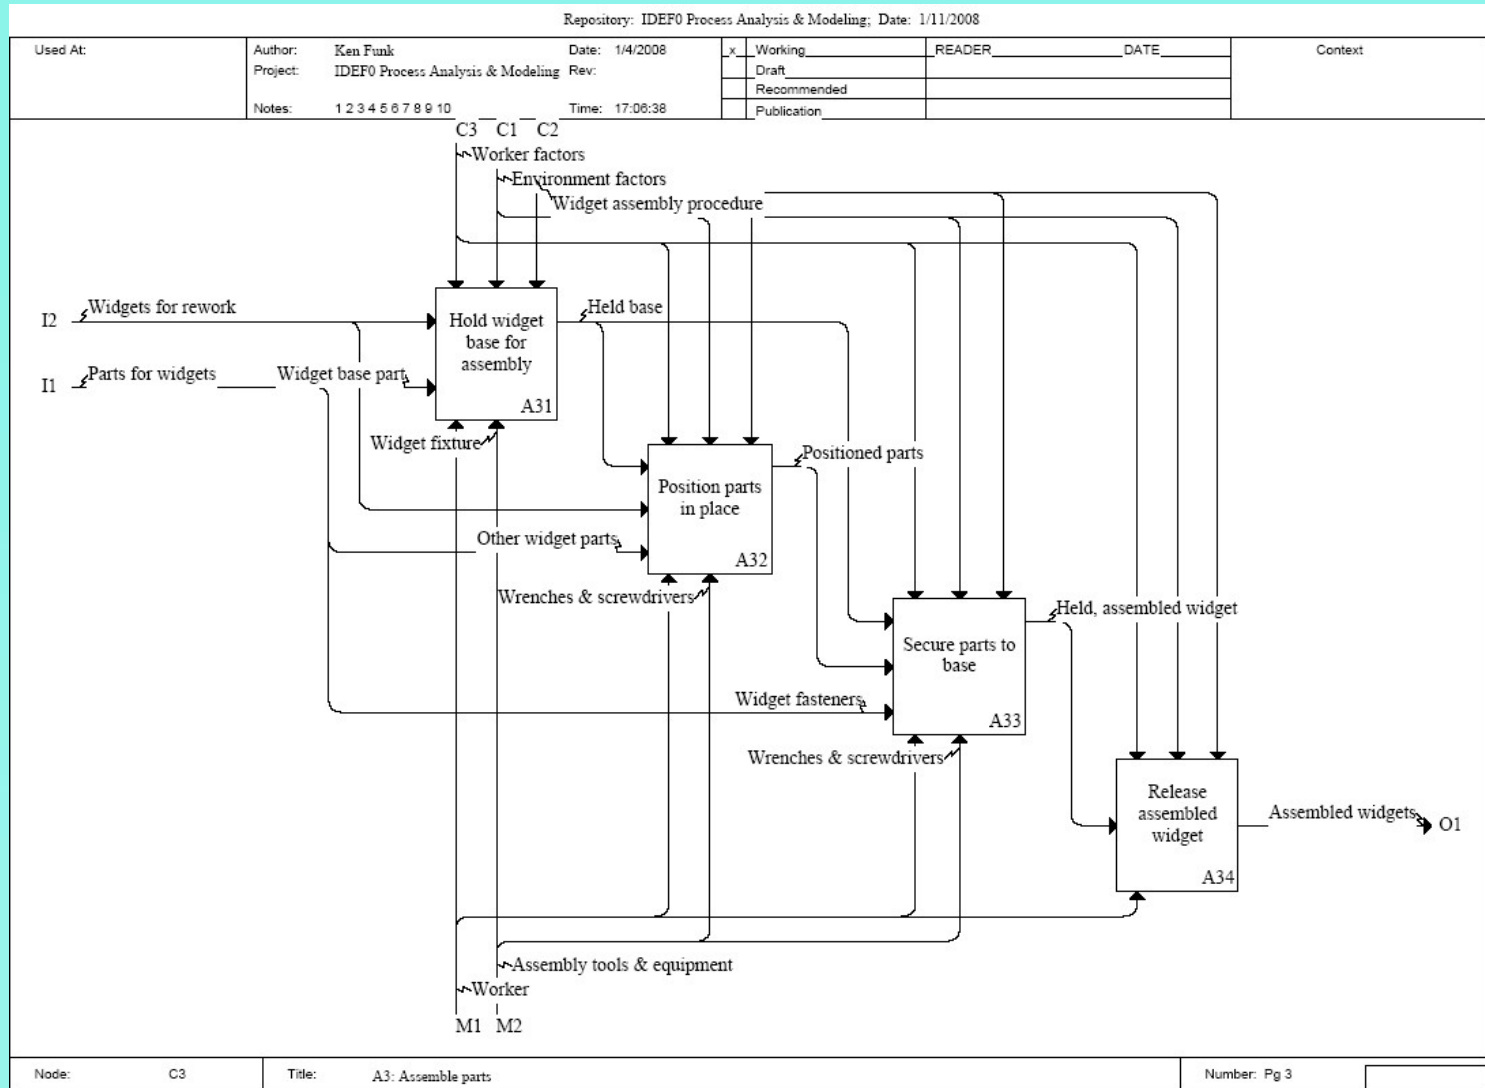 Repository: IDEF0 Process Analysis & Modeling; Date: 1/11/2008
Used At:
Author: Ken Funk Date: 1/4/2008
Project: IDEF0 Process Analysis & Modeling Rev:
Notes: 1 2 3 4 5 6 7 8 9 10 Time: 17:06:38
x Working READER DATE Context
Draft
Recommended
Publication
C3 C1 C2
Worker factors
Environment factors
Widget assembly procedure
I2 Widgets for rework
I1 Parts for widgets
Widget base part
Hold widget
base for
assembly
A31
Held base
Widget fixture
Position parts
in place
A32
Positioned parts
Other widget parts
Wrenches & screwdrivers
Secure parts to
base
A33
Held, assembled widget
Widget fasteners
Wrenches & screwdrivers
Release
assembled
widget
A34
Assembled widgets O1
Assembly tools & equipment
Worker
M1 M2
Node: C3 Title: A3: Assemble parts Number: Pg 3